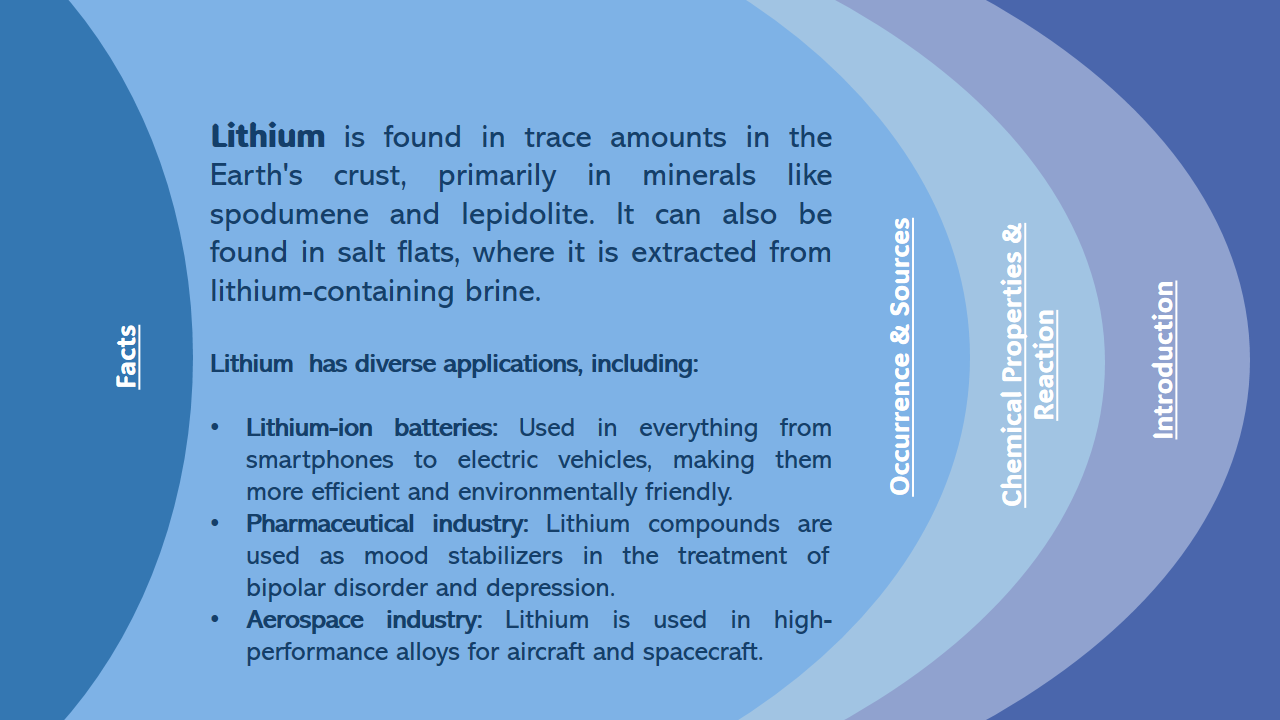 Facts
Lithium is found in trace amounts in the
Earth's crust, primarily in minerals like
spodumene and lepidolite. It can also be
found in salt flats, where it is extracted from
lithium-containing brine.
Lithium has diverse applications, including:
• Lithium-ion batteries: Used in everything from
smartphones to electric vehicles, making them
more efficient and environmentally friendly.
• Pharmaceutical industry: Lithium compounds are
used as mood stabilizers in the treatment of
bipolar disorder and depression.
• Aerospace industry: Lithium is used in high-
performance alloys for aircraft and spacecraft.
Occurrence & Sources
Chemical Properties &
Reaction
Introduction